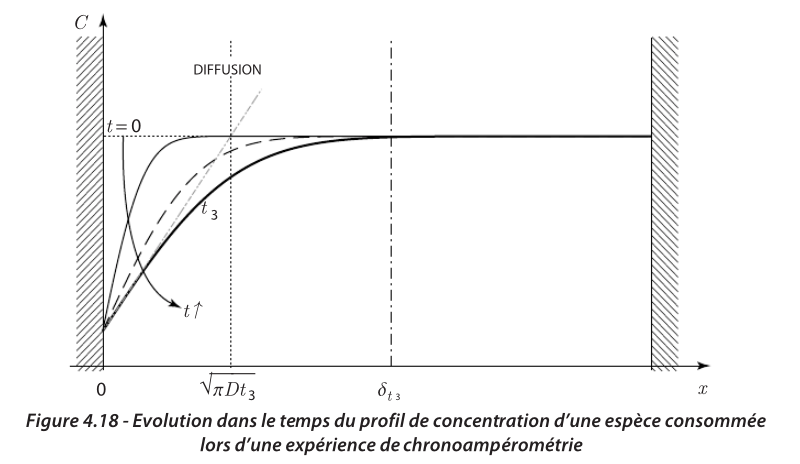 C
DIFFUSION
t = 0
t₃
t↑
0
√πDt₃
δt₃
x
Figure 4.18 - Evolution dans le temps du profil de concentration d’une espèce consommée
lors d’une expérience de chronoampérométrie